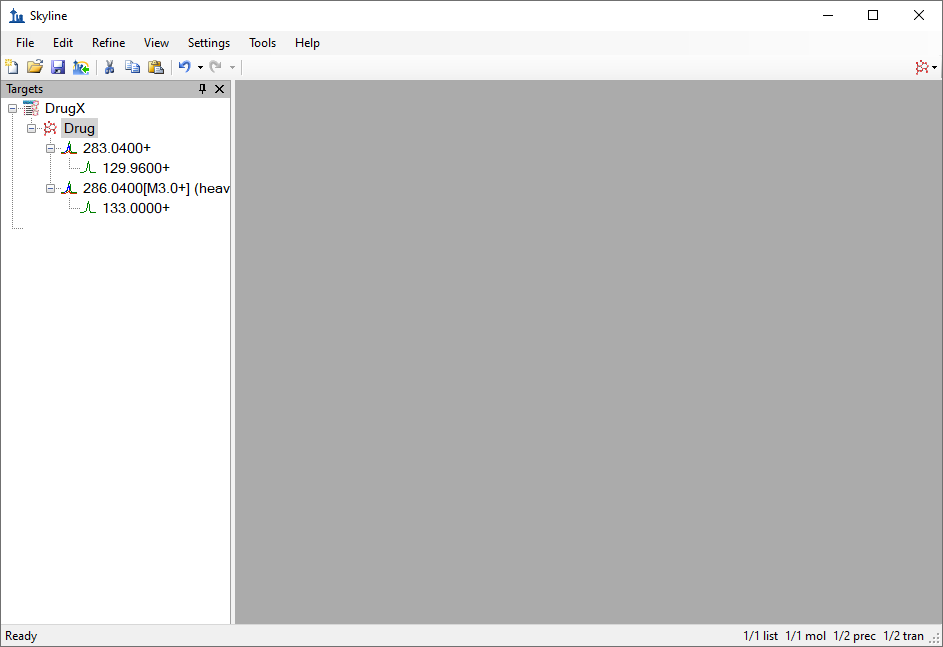 Skyline
File Edit Refine View Settings Tools Help
Targets
DrugX
Drug
283.0400+
129.9600+
286.0400[M3.0+] (heav
133.0000+
Ready 1/1 list 1/1 mol 1/2 prec 1/2 tran